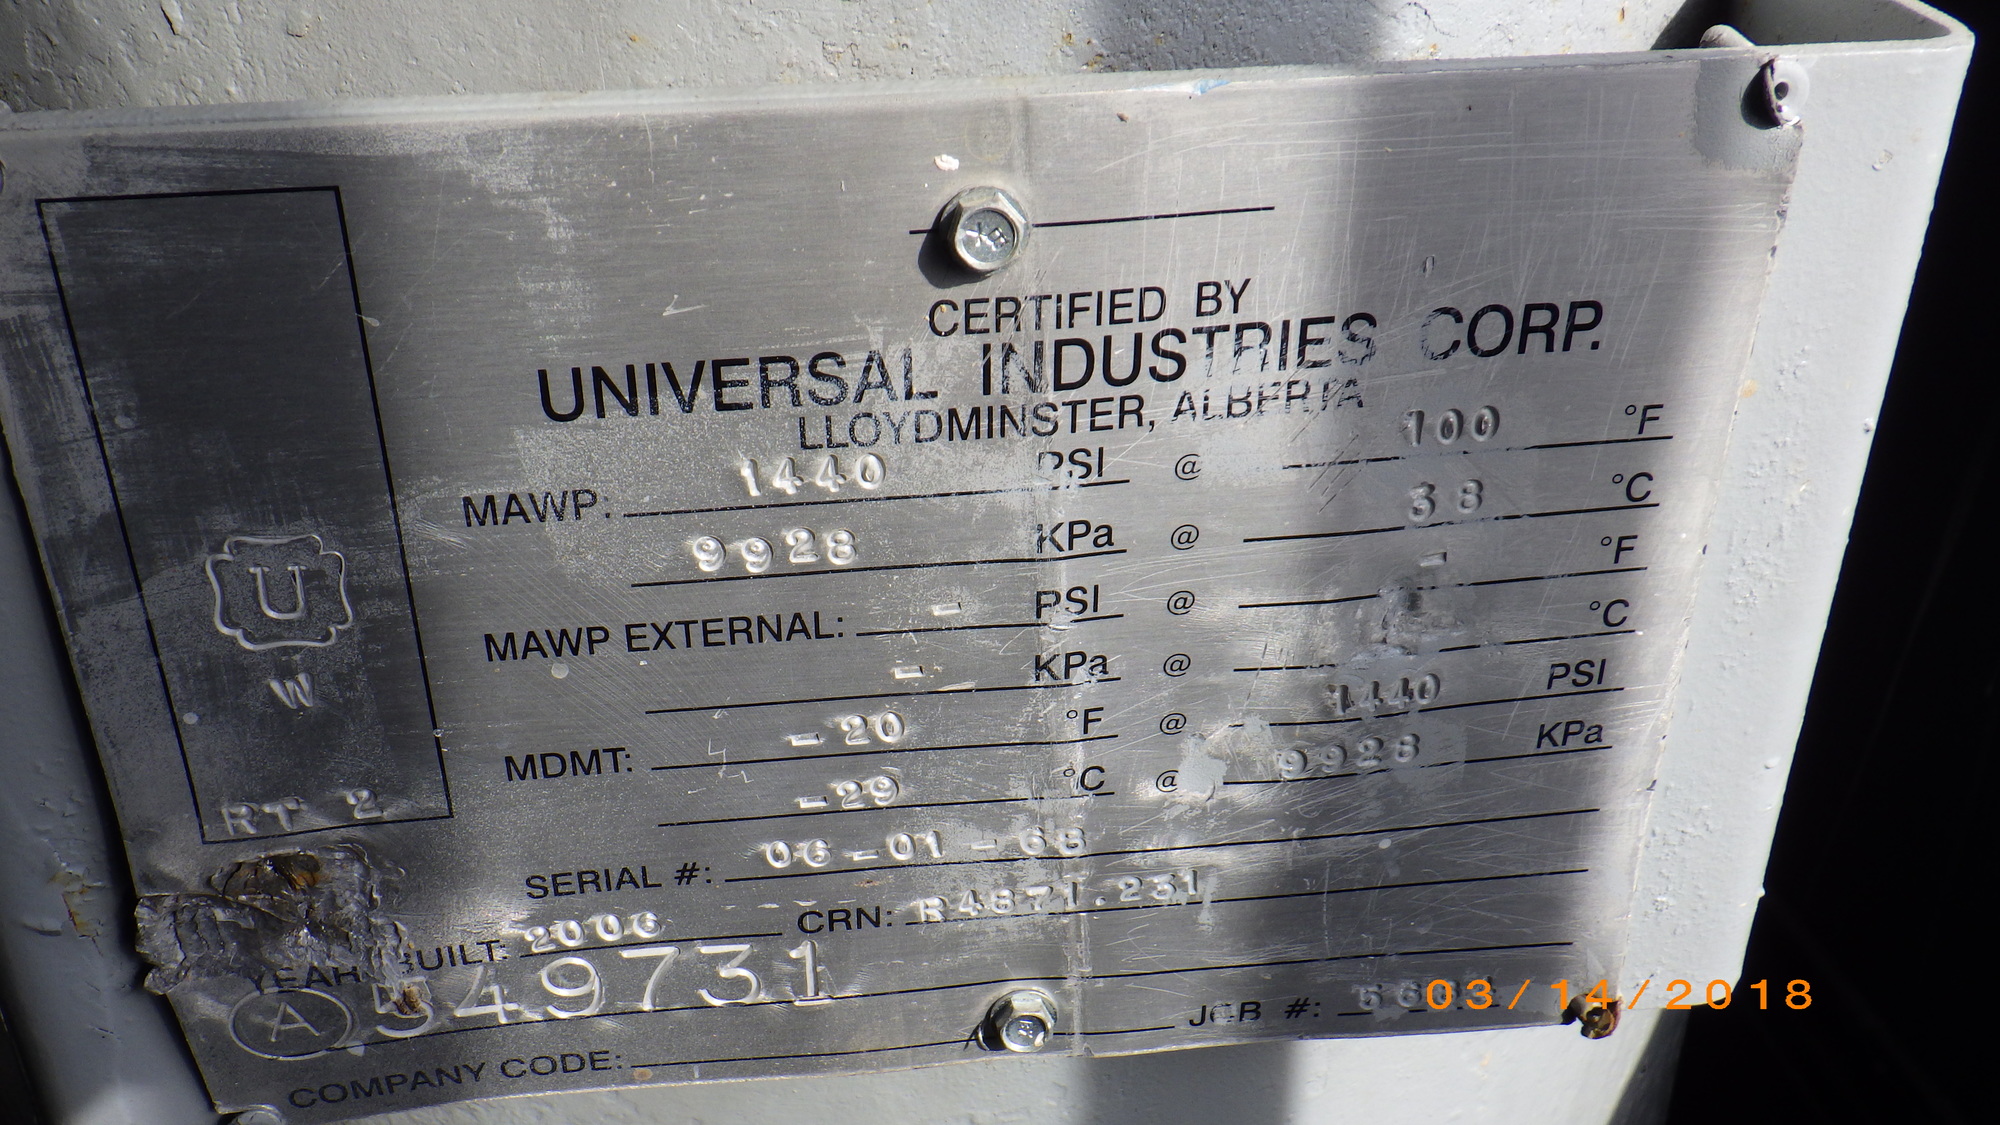 CERTIFIED BY
UNIVERSAL INDUSTRIES CORP.
LLOYDMINSTER, ALBERTA
MAWP: 1440 PSI @ 100 °F
9928 KPa @ 38 °C
MAWP EXTERNAL: - PSI @ - °F
- KPa @ °C
MDMT: -20 °F @ 1440 PSI
-29 °C @ 9928 KPa
U
W
RT 2
SERIAL #: 06-01-68
YEAR BUILT: 2006 CRN: R4871.231
A 549731
JOB #:
COMPANY CODE:
03/14/2018